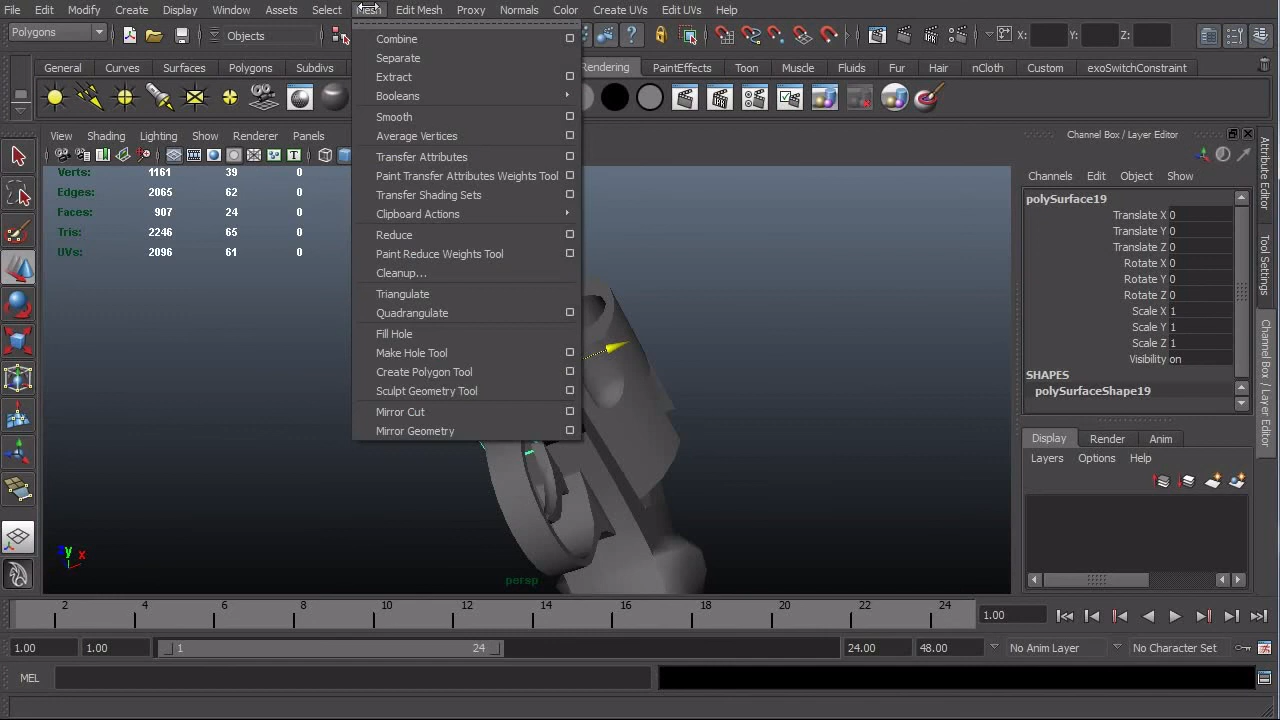 File Edit Modify Create Display Window Assets Select Mesh Edit Mesh Proxy Normals Color Create UVs Edit UVs Help
Polygons Objects X: Y: Z:
General Curves Surfaces Polygons Subdivs Rendering PaintEffects Toon Muscle Fluids Fur Hair nCloth Custom exoSwitchConstraint
View Shading Lighting Show Renderer Panels
Verts: 1161 39 0
Edges: 2065 62 0
Faces: 907 24 0
Tris: 2246 65 0
UVs: 2096 61 0
Combine
Separate
Extract
Booleans
Smooth
Average Vertices
Transfer Attributes
Paint Transfer Attributes Weights Tool
Transfer Shading Sets
Clipboard Actions
Reduce
Paint Reduce Weights Tool
Cleanup...
Triangulate
Quadrangulate
Fill Hole
Make Hole Tool
Create Polygon Tool
Sculpt Geometry Tool
Mirror Cut
Mirror Geometry
y x
persp
Channel Box / Layer Editor
Channels Edit Object Show
polySurface19
Translate X 0
Translate Y 0
Translate Z 0
Rotate X 0
Rotate Y 0
Rotate Z 0
Scale X 1
Scale Y 1
Scale Z 1
Visibility on
SHAPES
polySurfaceShape19
Display Render Anim
Layers Options Help
Attribute Editor
Tool Settings
Channel Box / Layer Editor
2 4 6 8 10 12 14 16 18 20 22 24 1.00
1.00 1.00 1 24 24.00 48.00 No Anim Layer No Character Set
MEL